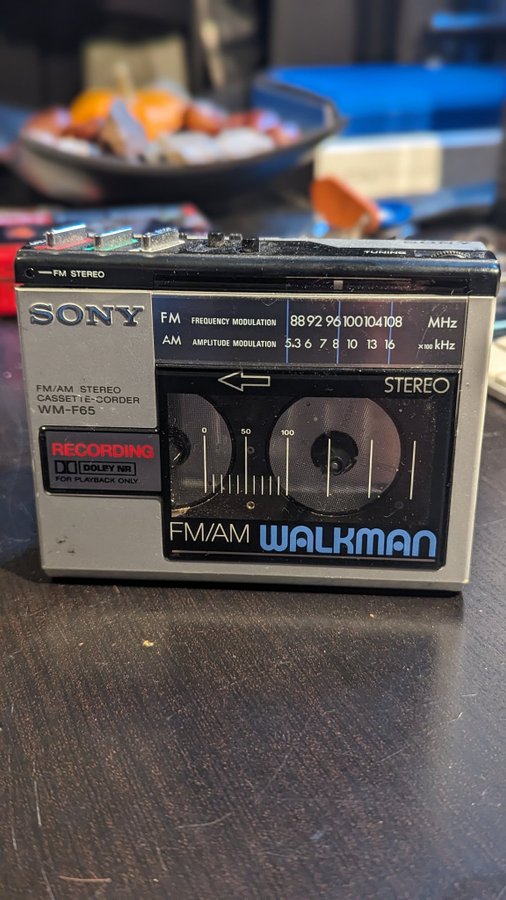 TUNING
FM STEREO
SONY
FM FREQUENCY MODULATION 88 92 96 100 104 108 MHz
AM AMPLITUDE MODULATION 5.3 6 7 8 10 13 16 ×100 kHz
STEREO
FM/AM STEREO
CASSETTE-CORDER
WM-F65
0 50 100
RECORDING
DOLBY NR
FOR PLAYBACK ONLY
FM/AM WALKMAN